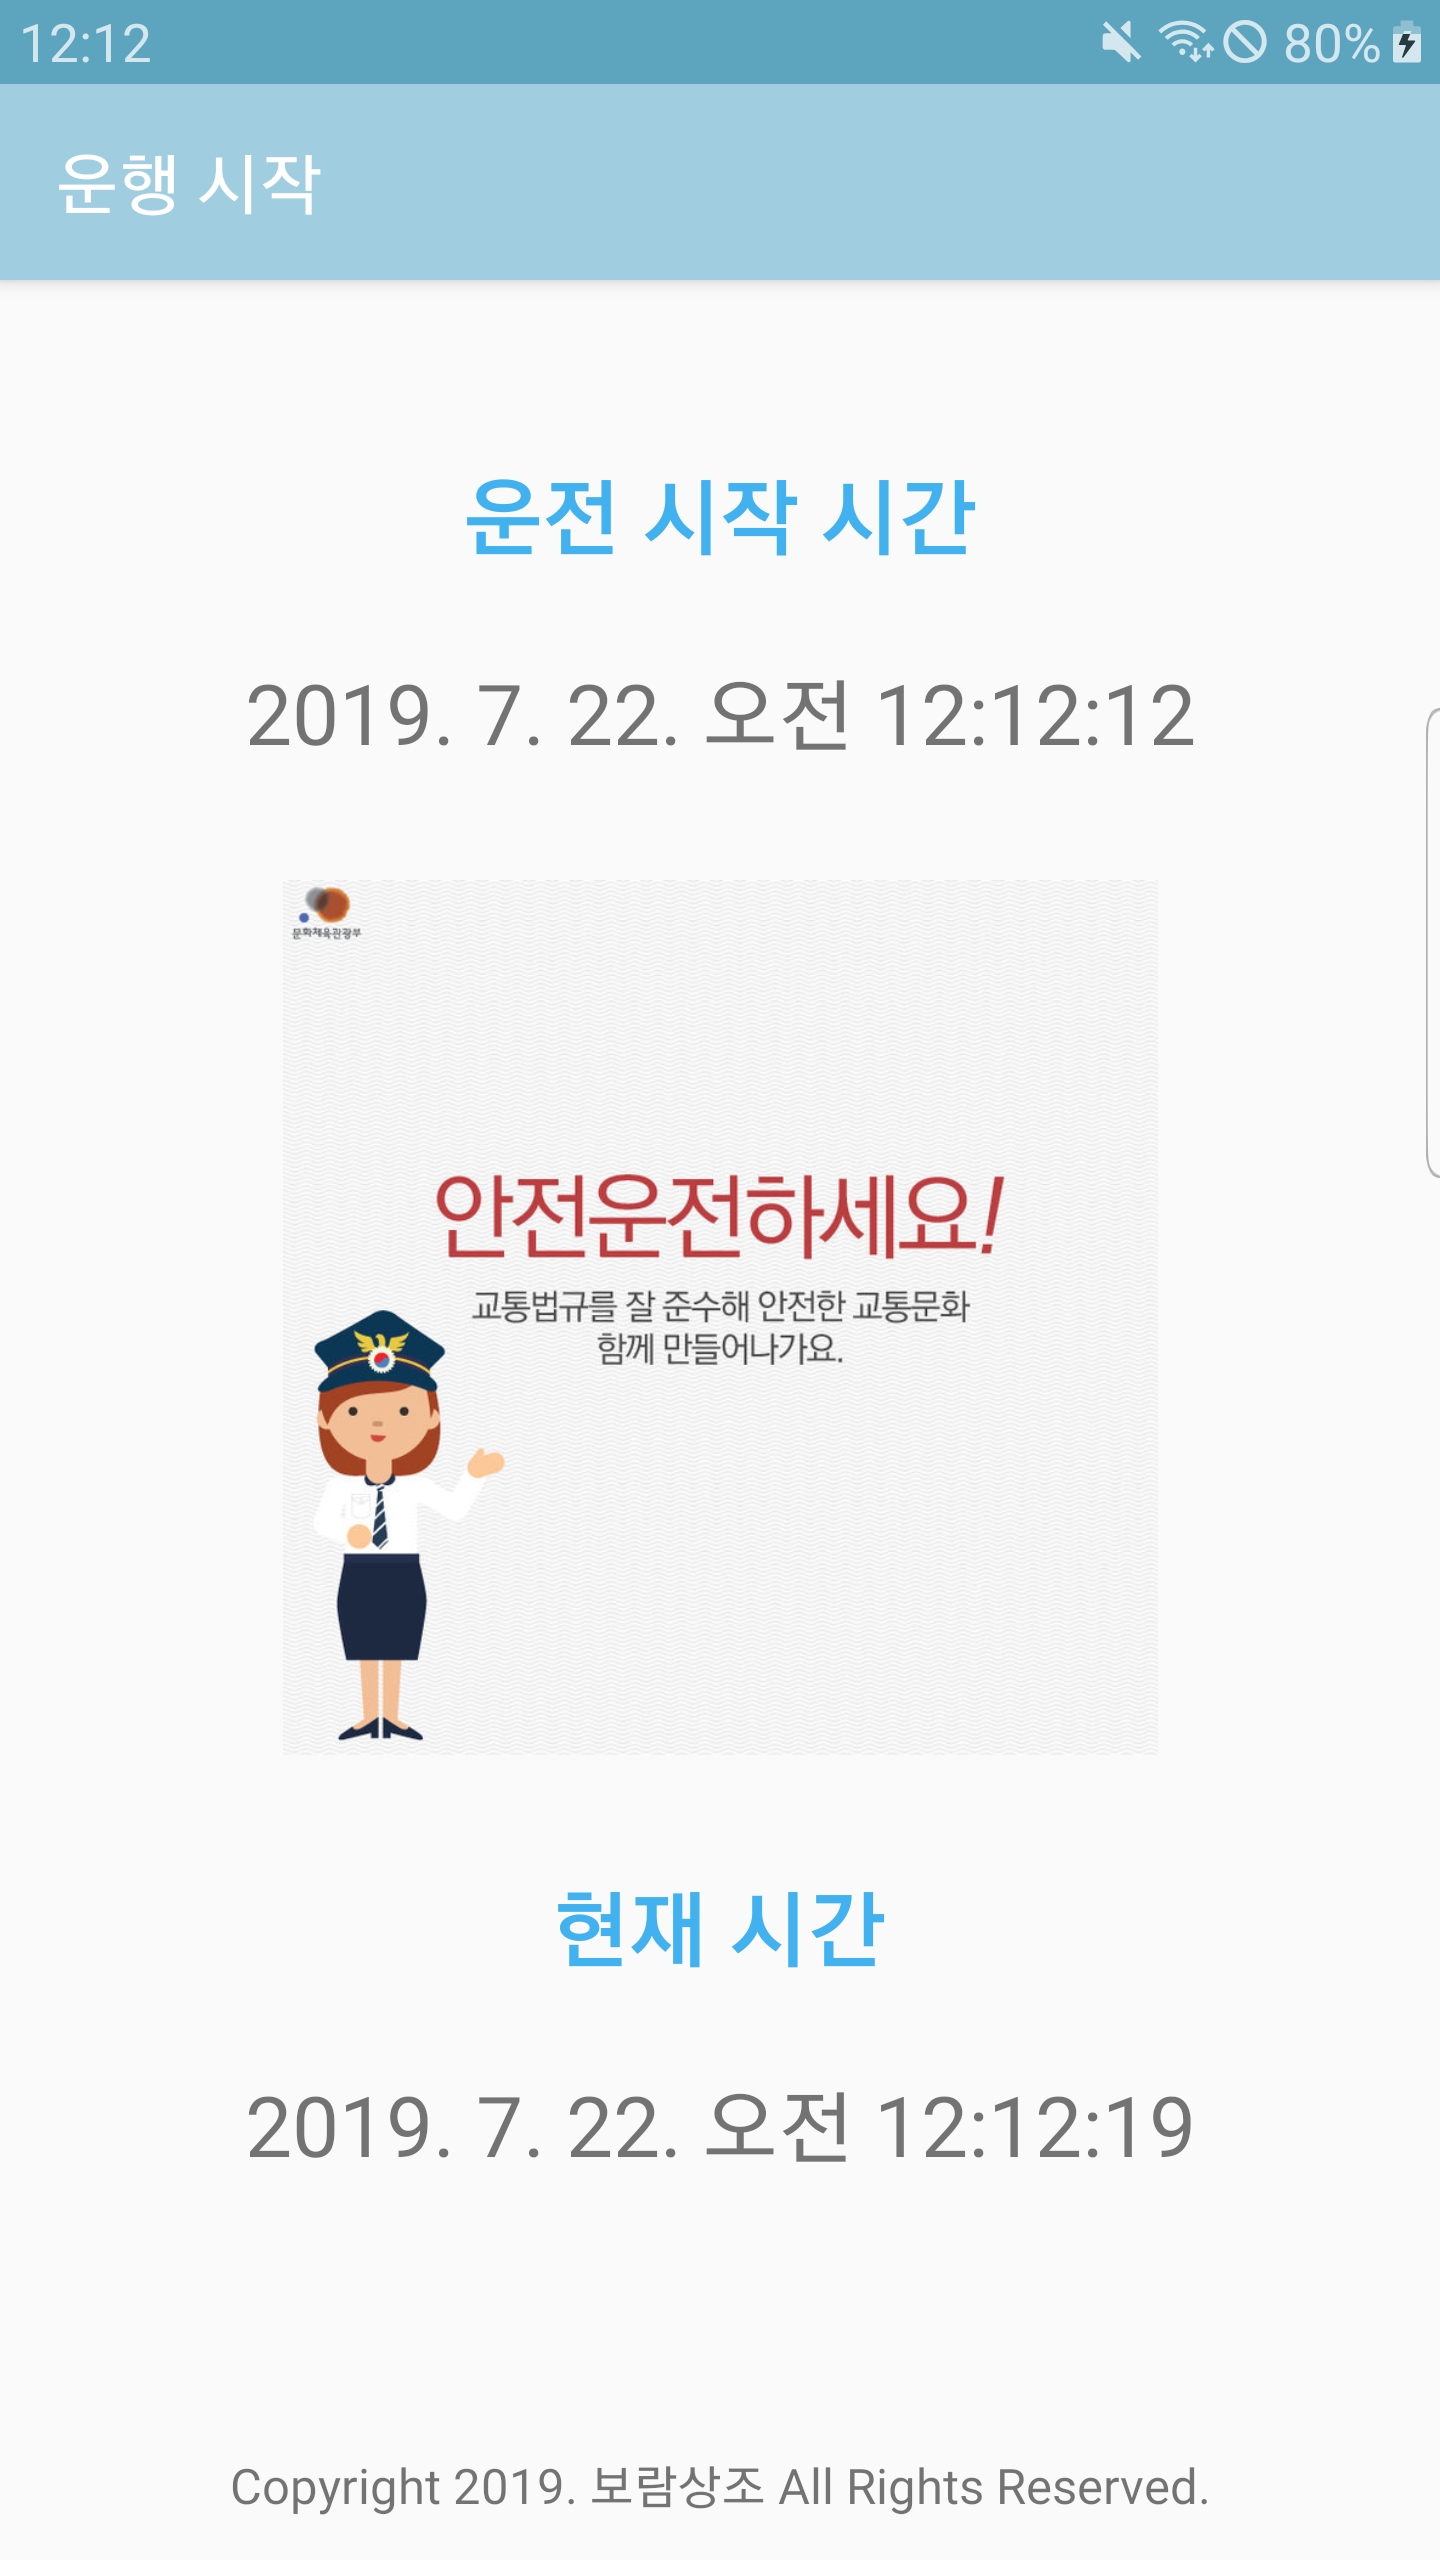 12:12 80%
운행 시작
운전 시작 시간
2019. 7. 22. 오전 12:12:12
문화체육관광부
안전운전하세요!
교통법규를 잘 준수해 안전한 교통문화
함께 만들어나가요.
현재 시간
2019. 7. 22. 오전 12:12:19
Copyright 2019. 보람상조 All Rights Reserved.